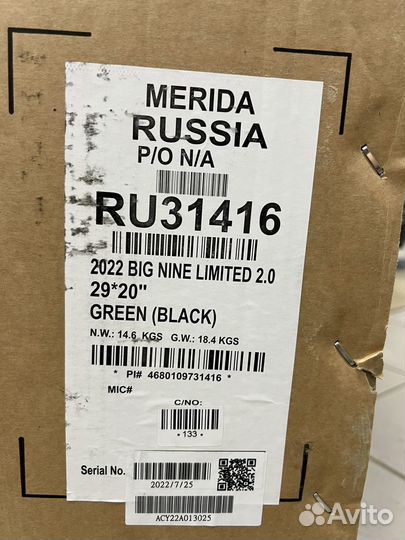 MERIDA
RUSSIA
P/O N/A
RU31416
2022 BIG NINE LIMITED 2.0
29*20"
GREEN (BLACK)
N.W.: 14.6 KGS G.W.: 18.4 KGS
* PI# 4680109731416 *
MIC#
C/NO:
* 133 *
Serial No.
2022/7/25
ACY22A013025
Avito